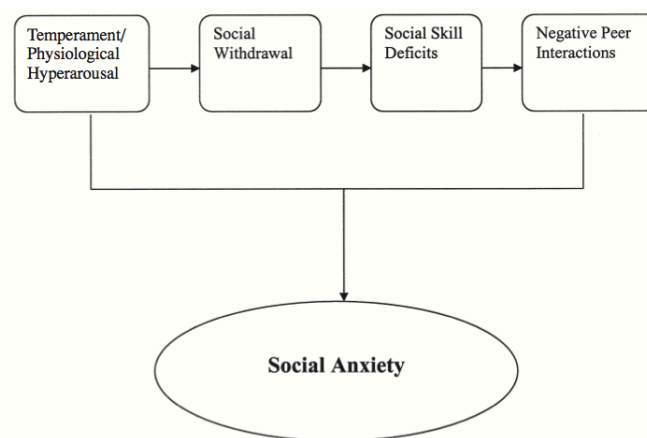 Temperament/
Physiological
Hyperarousal
Social
Withdrawal
Social Skill
Deficits
Negative Peer
Interactions
Social Anxiety